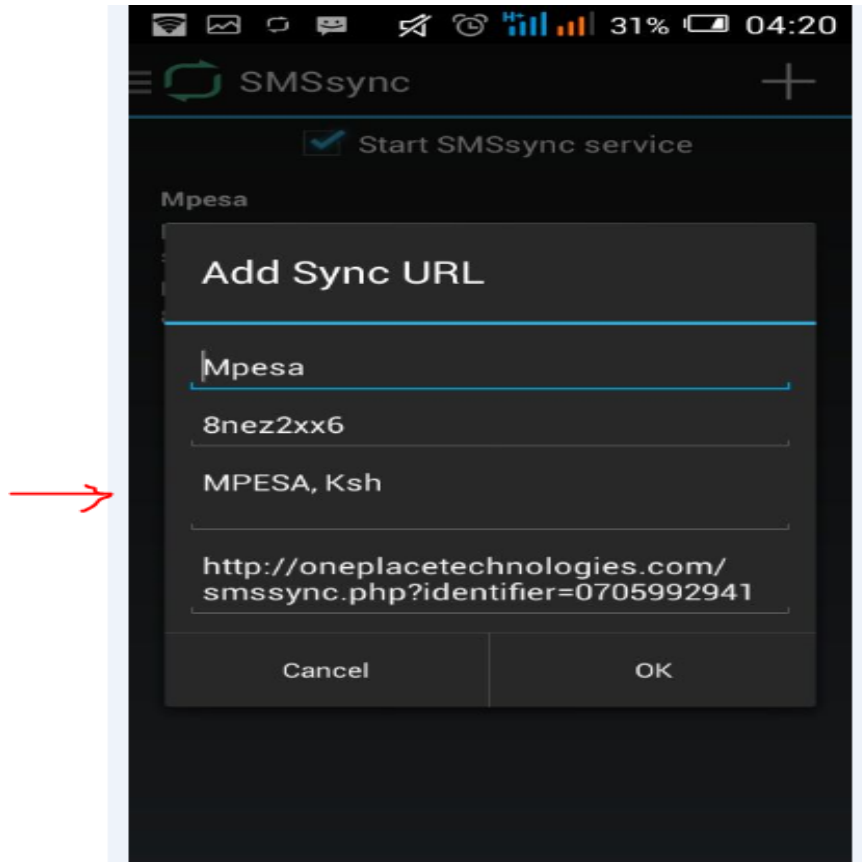 31% 04:20
SMSsync
Start SMSsync service
Mpesa
Add Sync URL
Mpesa
8nez2xx6
MPESA, Ksh
http://oneplacetechnologies.com/
smssync.php?identifier=0705992941
Cancel OK